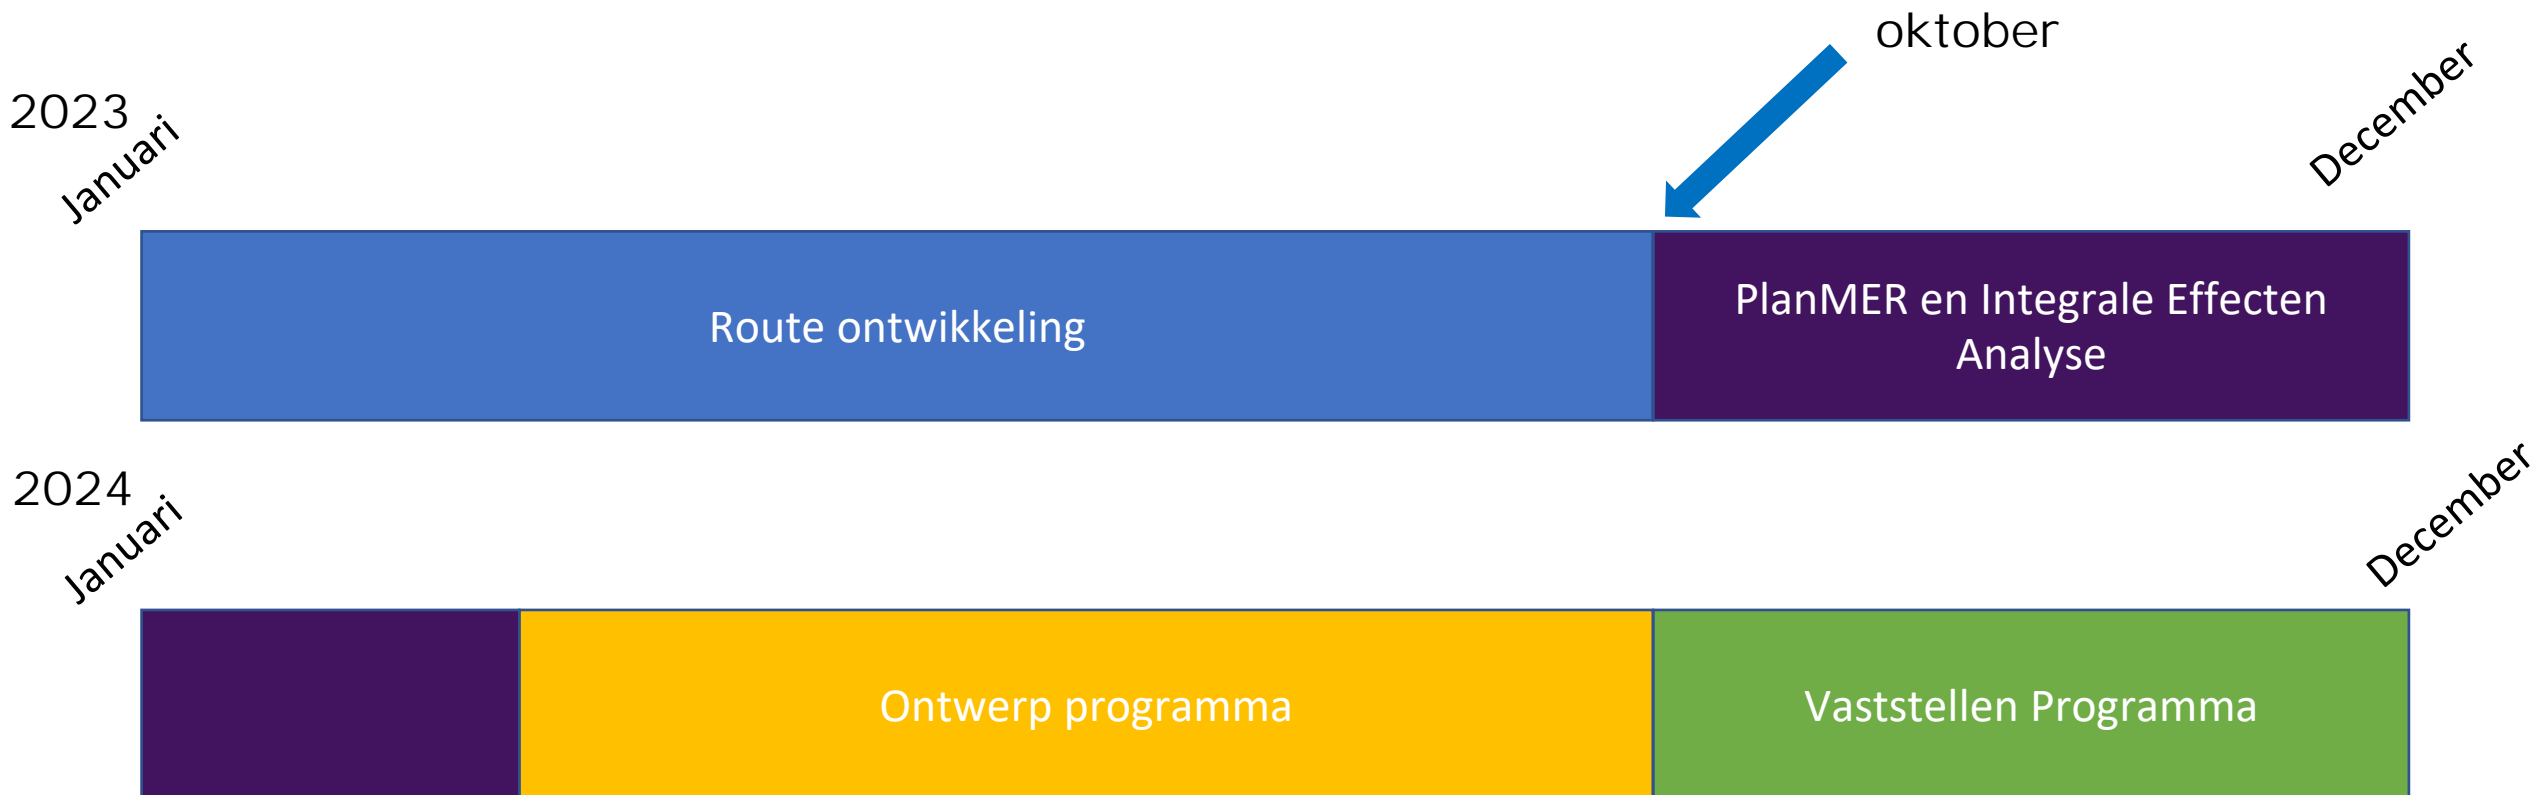 oktober
2023
Januari
December
Route ontwikkeling
PlanMER en Integrale Effecten
Analyse
2024
Januari
December
Ontwerp programma
Vaststellen Programma